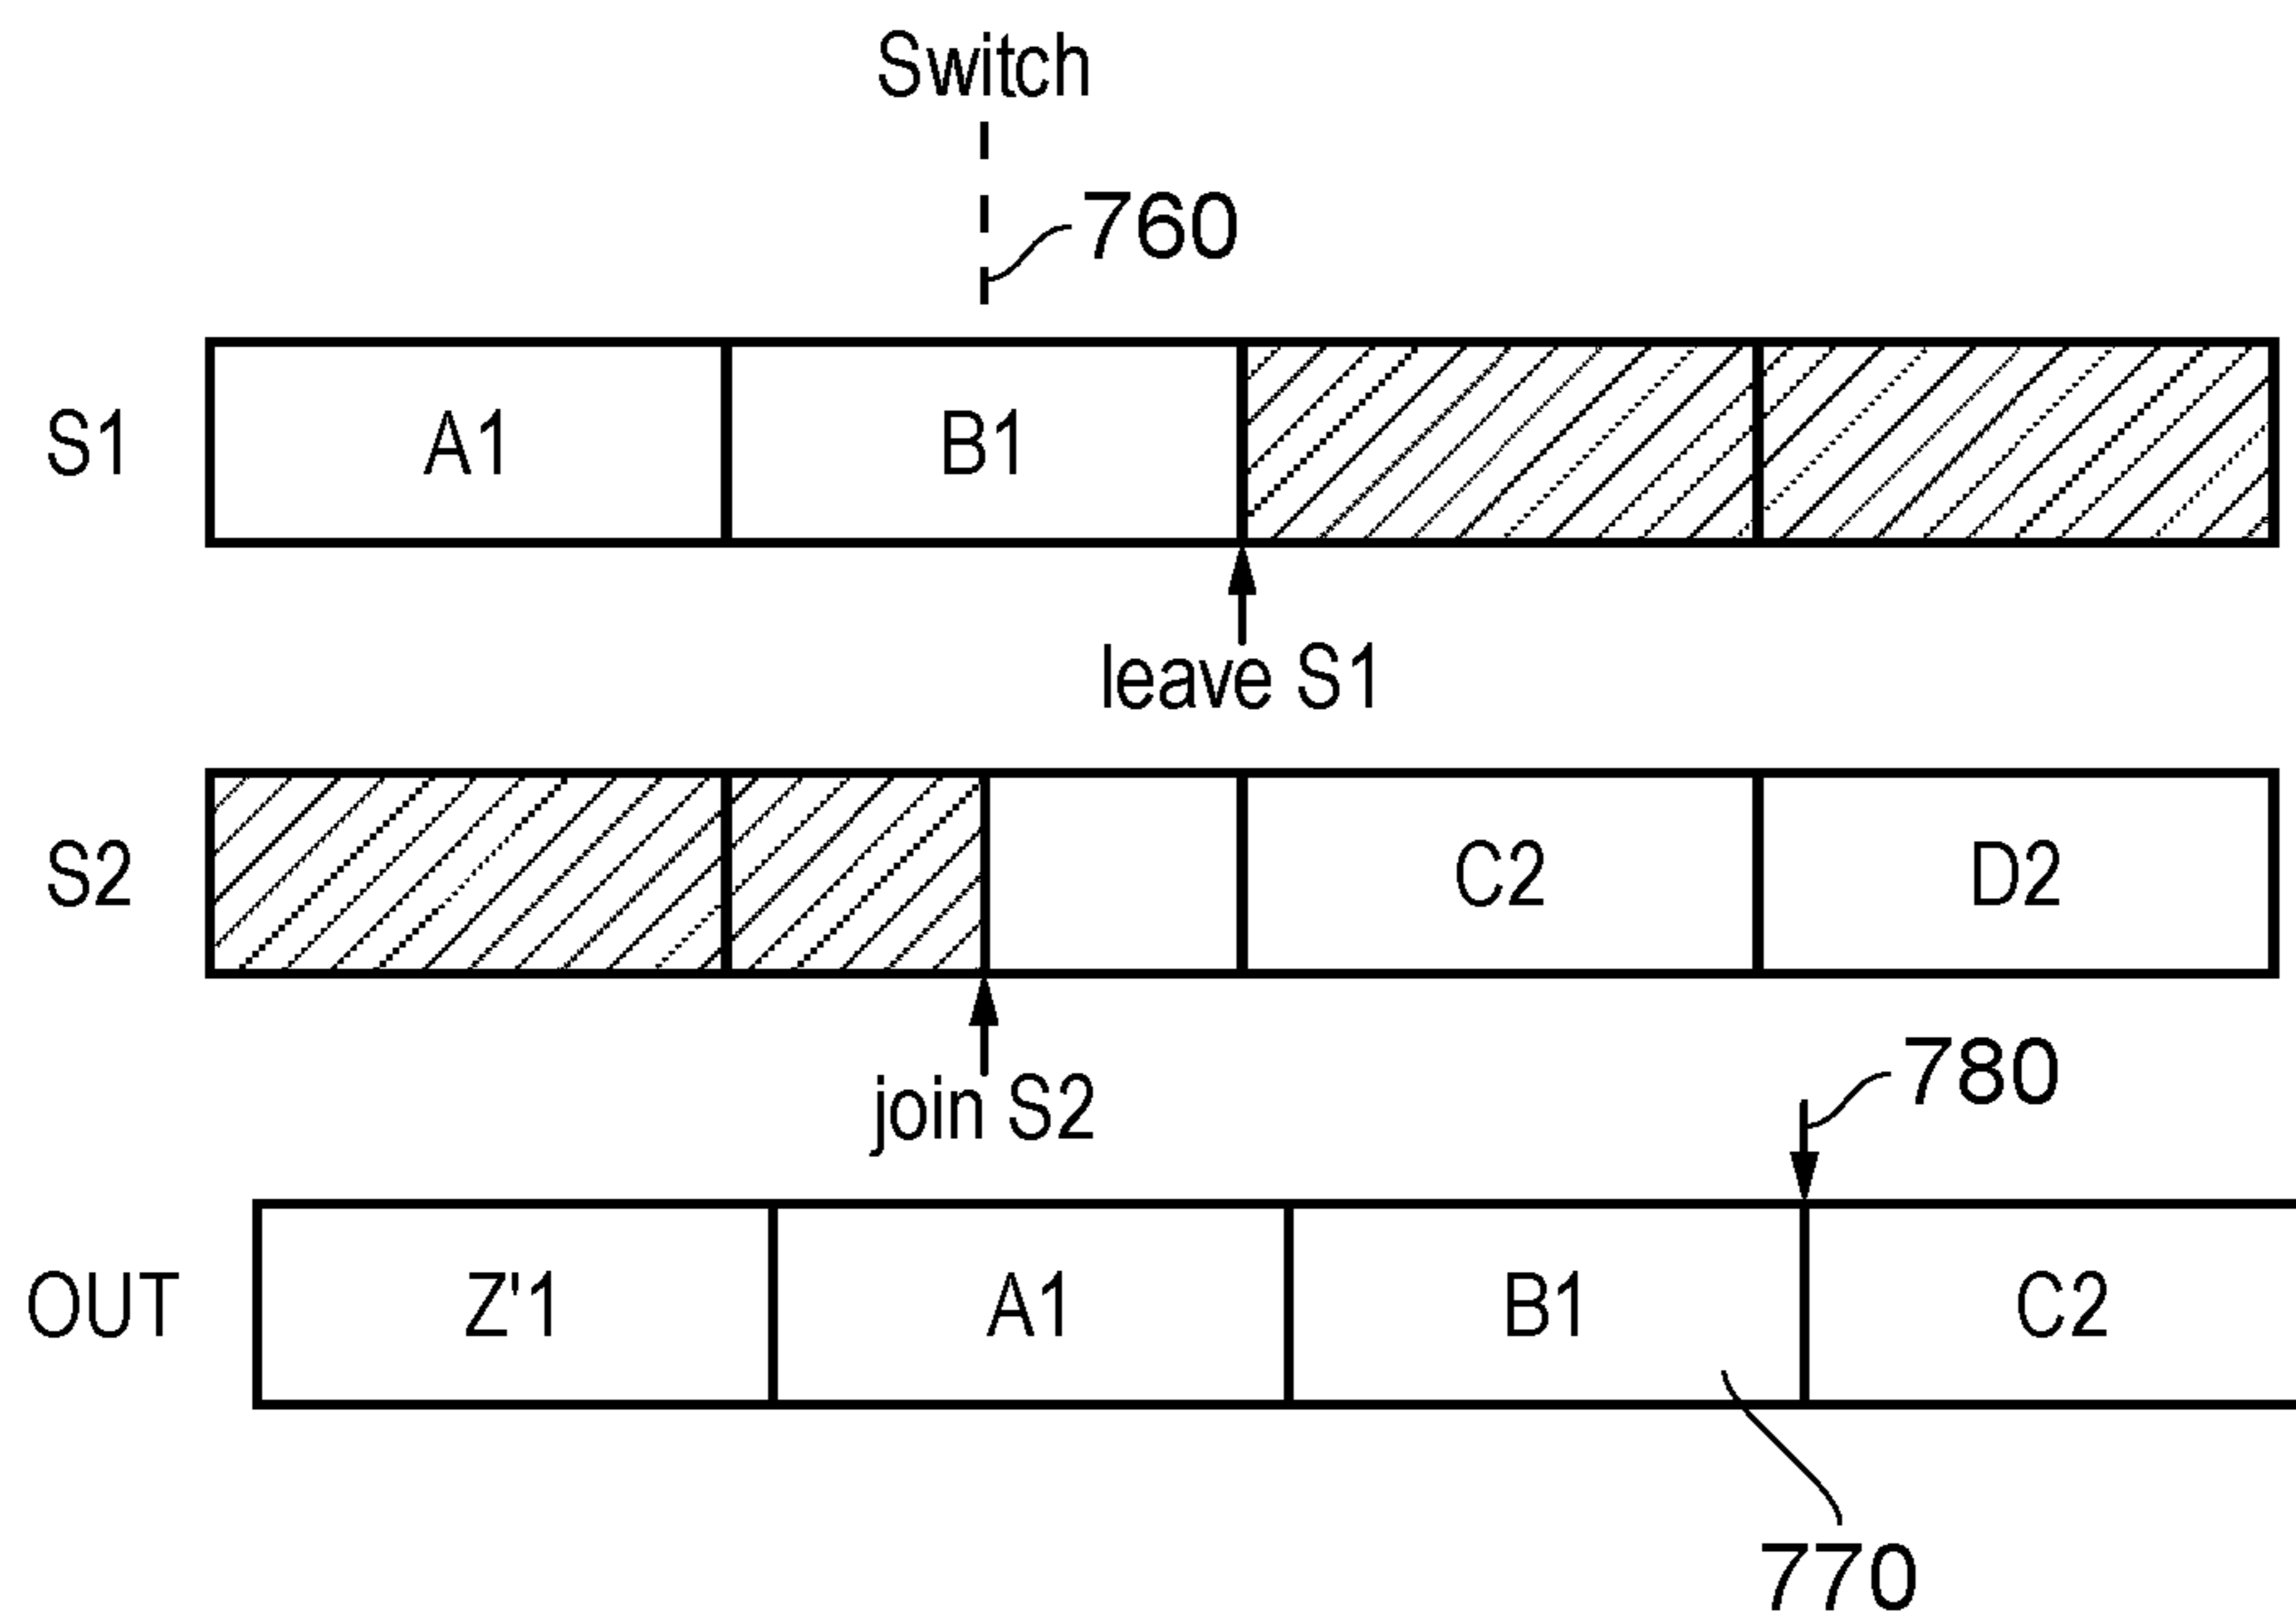 Switch
760
S1 A1 B1
leave S1
S2 C2 D2
join S2
780
OUT Z'1 A1 B1 C2
770